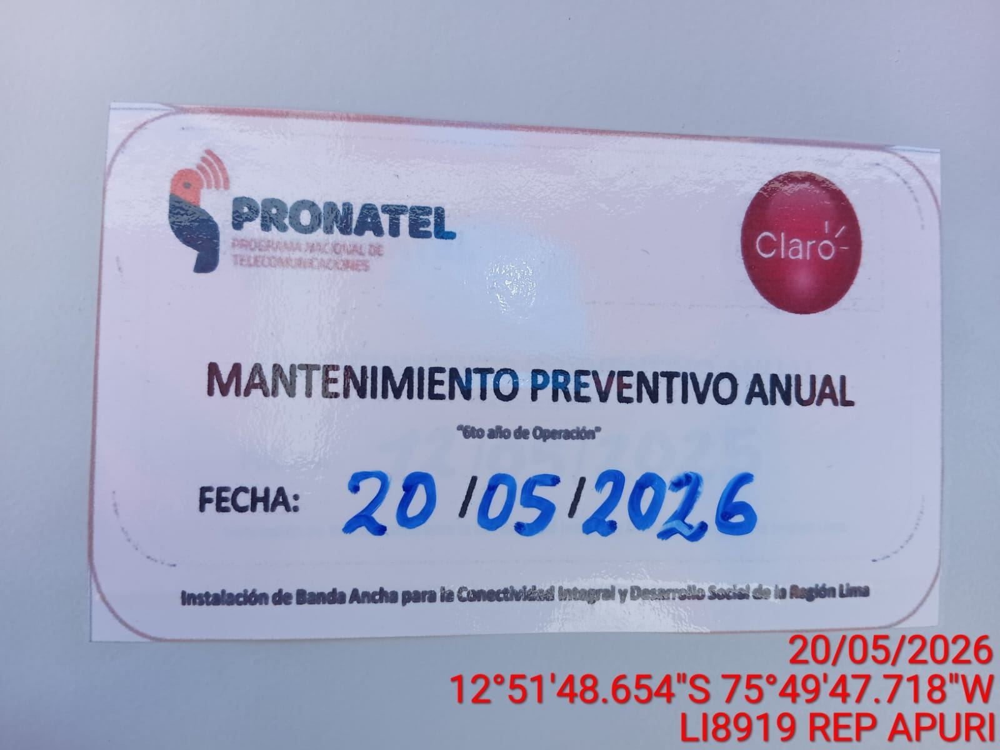 PRONATEL
PROGRAMA NACIONAL DE
TELECOMUNICACIONES
Claro
MANTENIMIENTO PREVENTIVO ANUAL
"6to año de Operación"
FECHA: 20/05/2026
Instalación de Banda Ancha para la Conectividad Integral y Desarrollo Social de la Región Lima
20/05/2026
12°51'48.654"S 75°49'47.718"W
LI8919 REP APURI